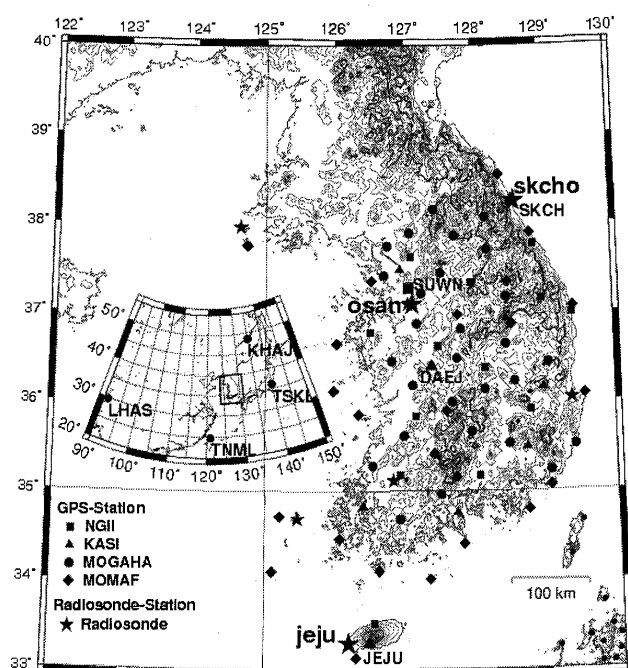 122° 123° 124° 125° 126° 127° 128° 129° 130°
40°
39°
38°
37°
36°
35°
34°
33°
skcho
SKCH
SUWN
osan
DAEJ
50°
40°
30°
20°
90° 100° 110° 120° 130° 140° 150°
KHAJ
TSKB
LHAS
TNML
GPS-Station
NGII
KASI
MOGAHA
MOMAF
Radiosonde-Station
Radiosonde
100 km
jeju
JEJU